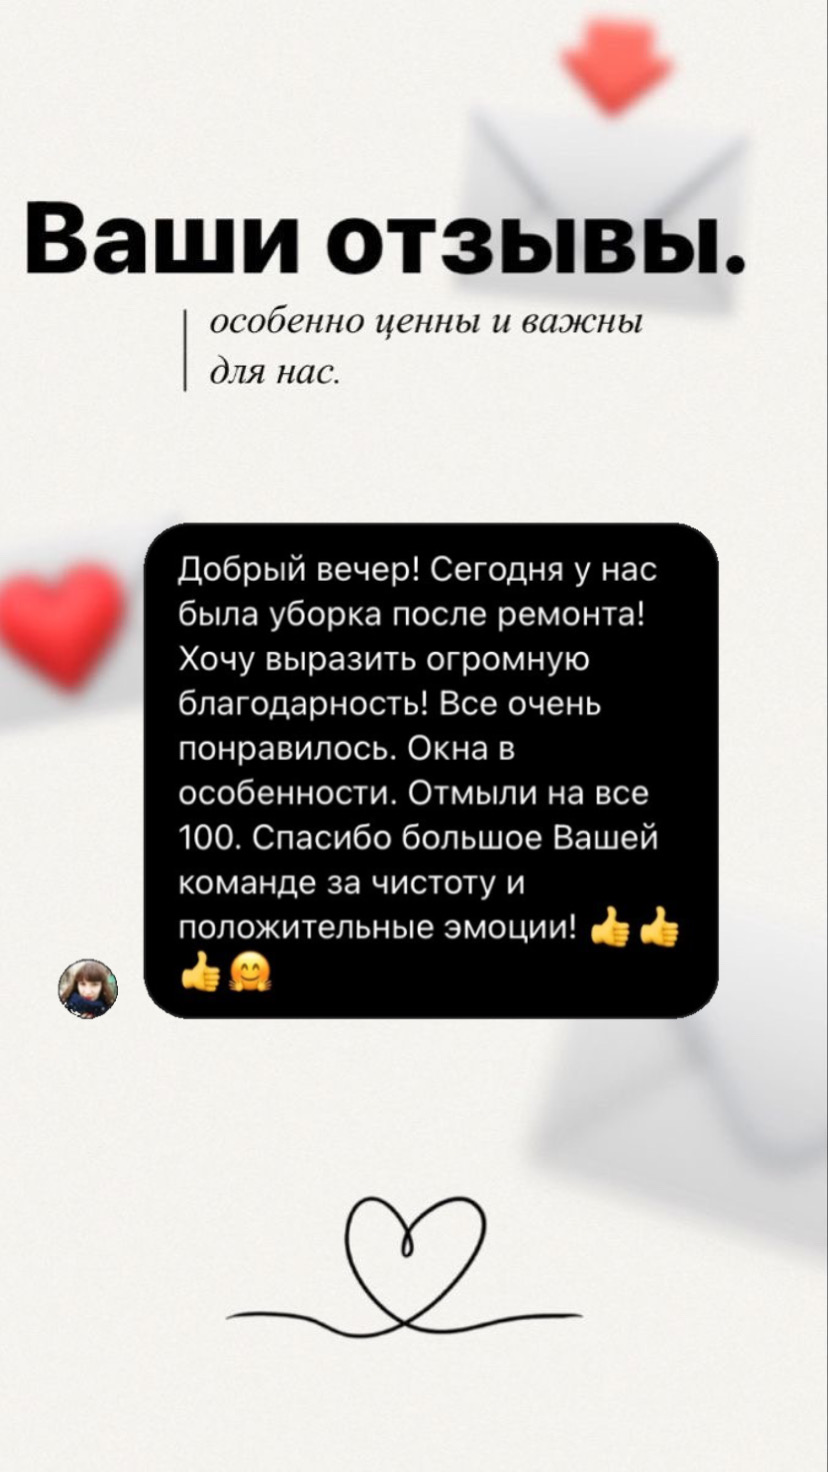 Ваши отзывы.
особенно ценны и важны
для нас.
Добрый вечер! Сегодня у нас
была уборка после ремонта!
Хочу выразить огромную
благодарность! Все очень
понравилось. Окна в
особенности. Отмыли на все
100. Спасибо большое Вашей
команде за чистоту и
положительные эмоции! 👍👍
👍🤗